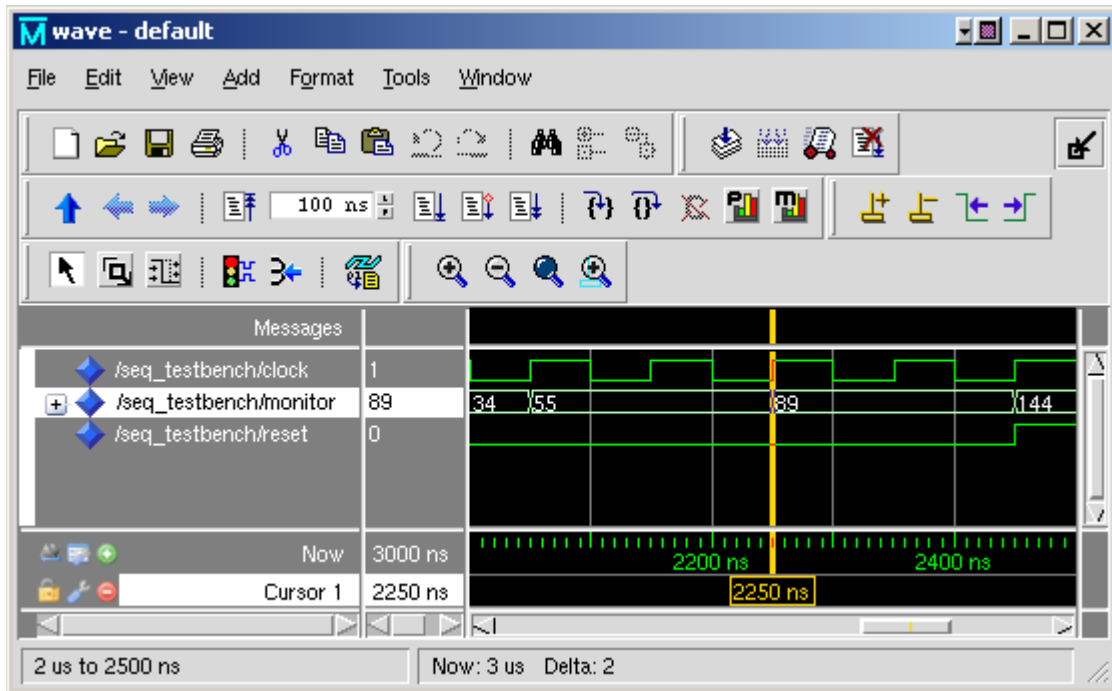 wave - default
File Edit View Add Format Tools Window
100 ns
Messages
/seq_testbench/clock 1
/seq_testbench/monitor 89 34 55 89 144
/seq_testbench/reset 0
Now 3000 ns 2200 ns 2400 ns
Cursor 1 2250 ns 2250 ns
2 us to 2500 ns Now: 3 us Delta: 2